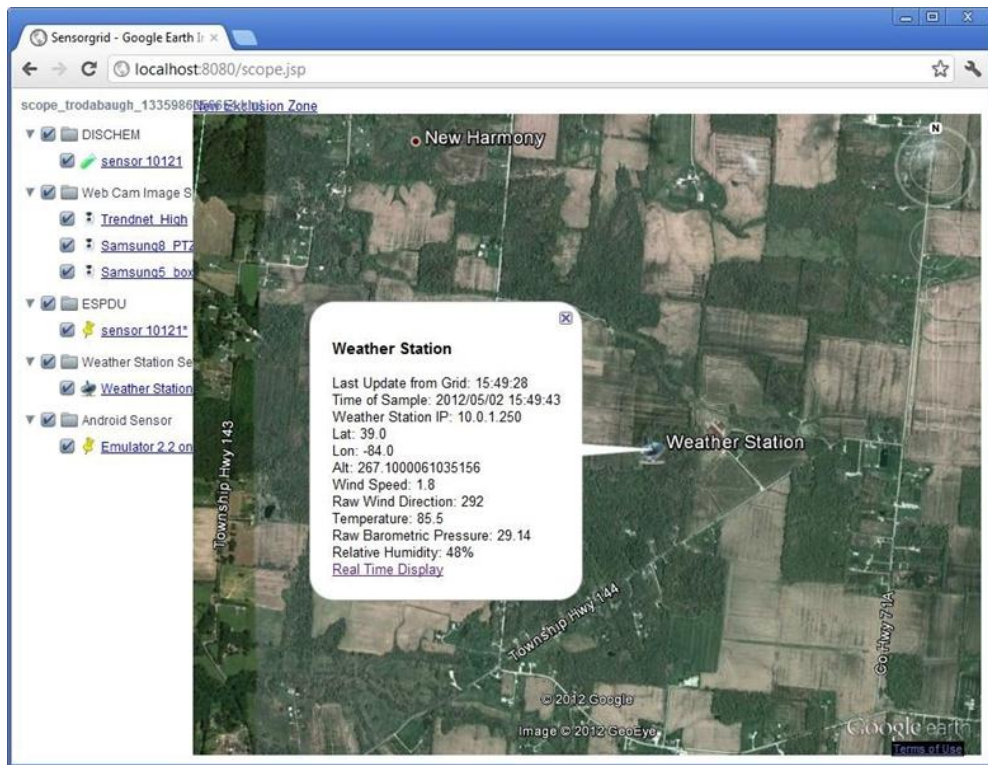 Sensorgrid - Google Earth I
localhost:8080/scope.jsp
New Exclusion Zone
DISCHEM
sensor 10121
Web Cam Image S
Trendnet_High
Samsung8_PTZ
Samsung5_box
ESPDU
sensor 10121*
Weather Station Se
Weather Station
Android Sensor
Emulator 2.2 on
New Harmony
N
Weather Station
Last Update from Grid: 15:49:28
Time of Sample: 2012/05/02 15:49:43
Weather Station IP: 10.0.1.250
Lat: 39.0
Lon: -84.0
Alt: 267.1000061035156
Wind Speed: 1.8
Raw Wind Direction: 292
Temperature: 85.5
Raw Barometric Pressure: 29.14
Relative Humidity: 48%
Real Time Display
Weather Station
Township Hwy 143
Township Hwy 144
Co Hwy 71A
© 2012 Google
Image © 2012 GeoEye
Google earth
Terms of Use